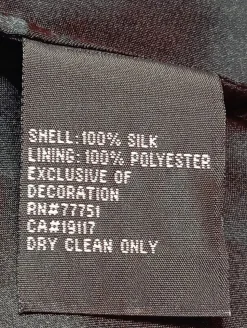 SHELL:100% SILK
LINING:100% POLYESTER
EXCLUSIVE OF
DECORATION
RN#77751
CA#19117
DRY CLEAN ONLY